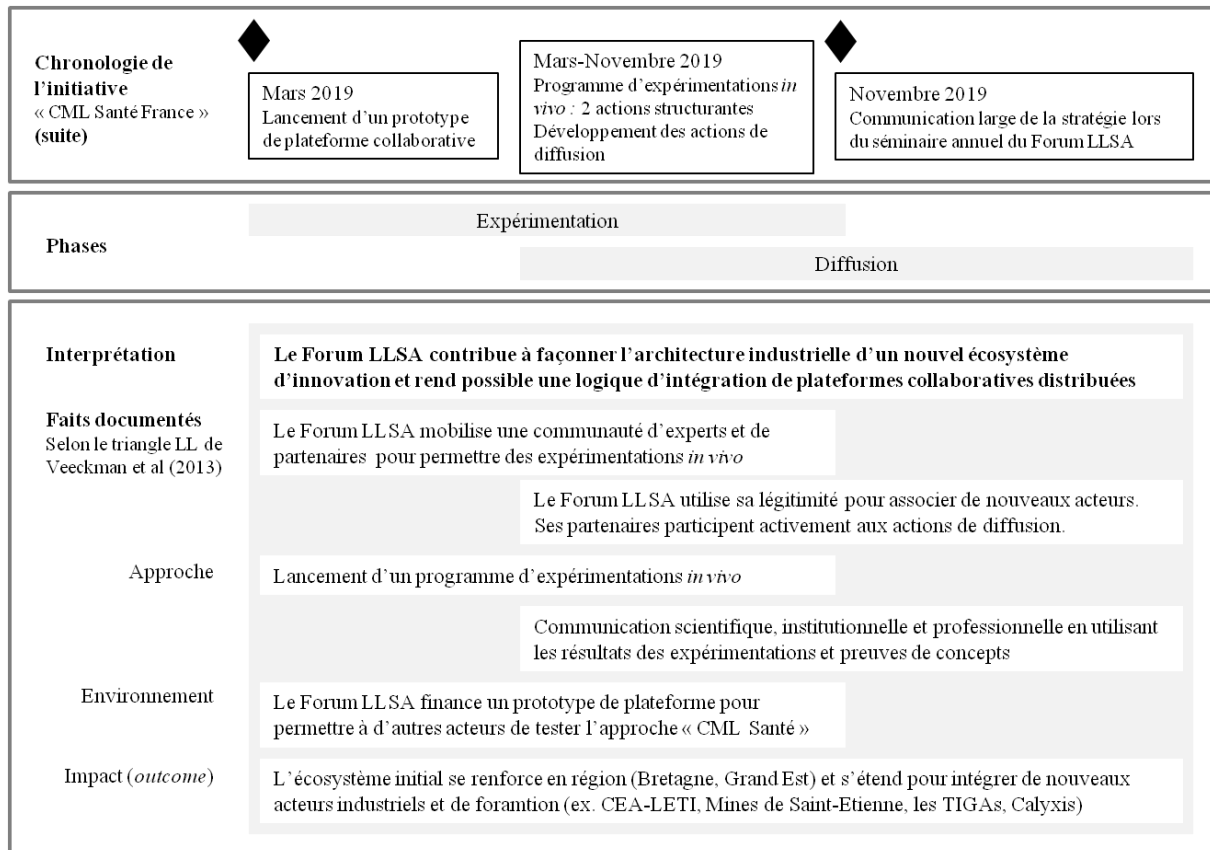 Chronologie de
l'initiative
« CML Santé France »
(suite)
Mars 2019
Lancement d'un prototype
de plateforme collaborative
Mars-Novembre 2019
Programme d'expérimentations in
vivo : 2 actions structurantes
Développement des actions de
diffusion
Novembre 2019
Communication large de la stratégie lors
du séminaire annuel du Forum LLSA
Phases
Expérimentation
Diffusion
Interprétation
Le Forum LLSA contribue à façonner l'architecture industrielle d'un nouvel écosystème
d'innovation et rend possible une logique d'intégration de plateformes collaboratives distribuées
Faits documentés
Selon le triangle LL de
Veeckman et al (2013)
Le Forum LLSA mobilise une communauté d'experts et de
partenaires pour permettre des expérimentations in vivo
Le Forum LLSA utilise sa légitimité pour associer de nouveaux acteurs.
Ses partenaires participent activement aux actions de diffusion.
Approche
Lancement d'un programme d'expérimentations in vivo
Communication scientifique, institutionnelle et professionnelle en utilisant
les résultats des expérimentations et preuves de concepts
Environnement
Le Forum LLSA finance un prototype de plateforme pour
permettre à d'autres acteurs de tester l'approche « CML Santé »
Impact (outcome)
L'écosystème initial se renforce en région (Bretagne, Grand Est) et s'étend pour intégrer de nouveaux
acteurs industriels et de foramtion (ex. CEA-LETI, Mines de Saint-Etienne, les TIGAs, Calyxis)